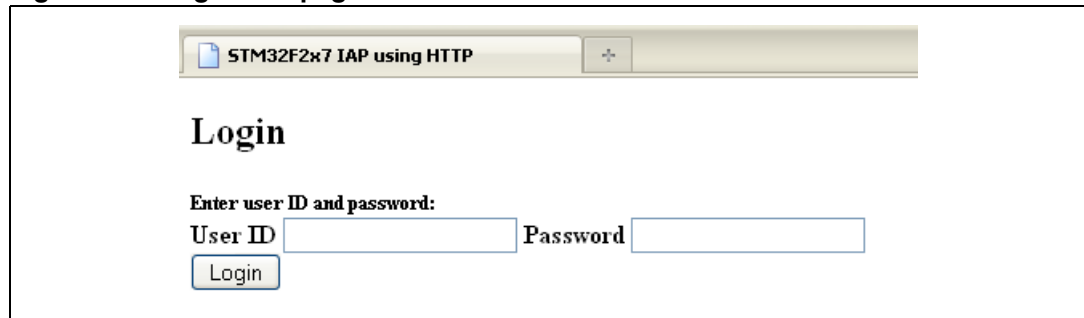 STM32F2x7 IAP using HTTP
Login
Enter user ID and password:
User ID Password
Login